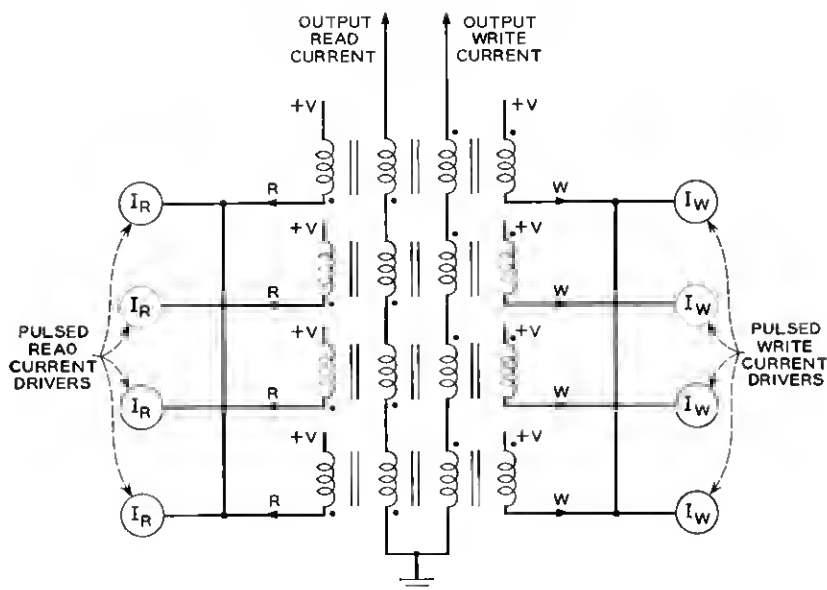 OUTPUT
READ
CURRENT
OUTPUT
WRITE
CURRENT
+V
+V
I_R
R
W
I_W
+V
+V
I_R
R
W
I_W
PULSED
READ
CURRENT
DRIVERS
PULSED
WRITE
CURRENT
DRIVERS
+V
+V
I_R
R
W
I_W
+V
+V
I_R
R
W
I_W